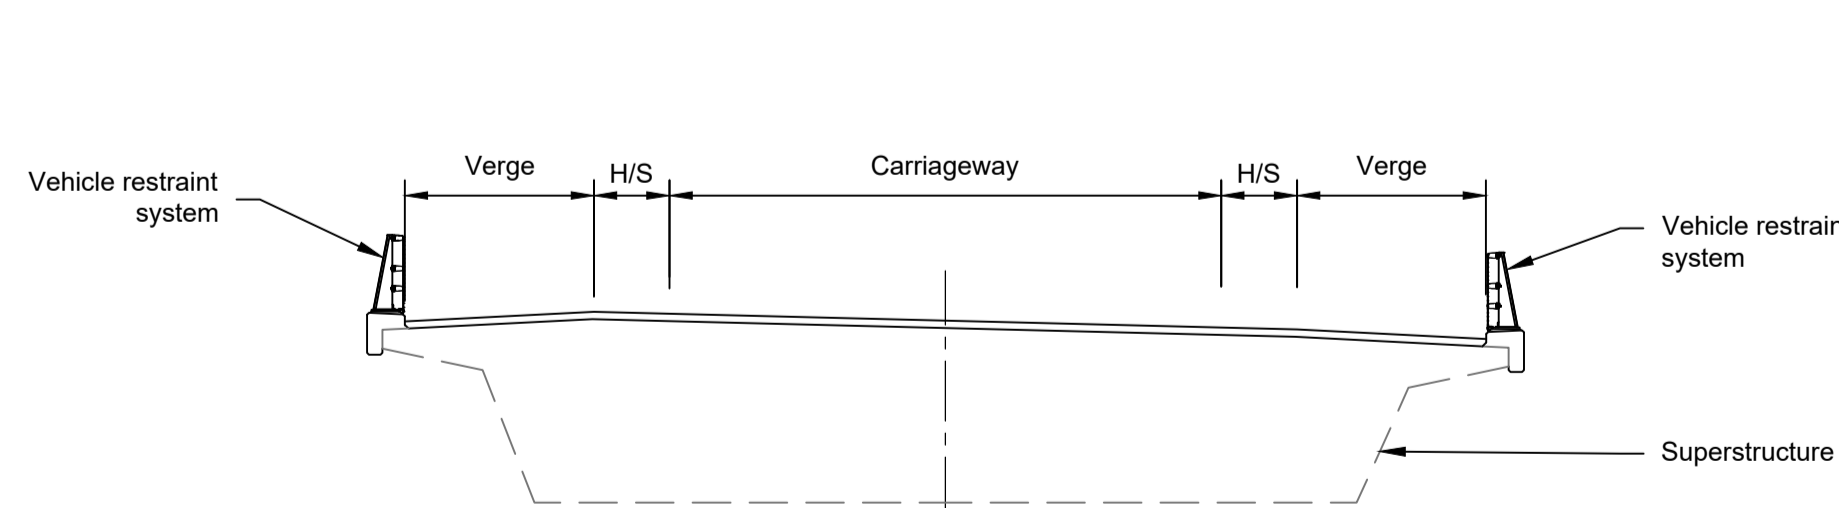 Verge
H/S
Carriageway
H/S
Verge
Vehicle restraint
system
Vehicle restrain
system
Superstructure